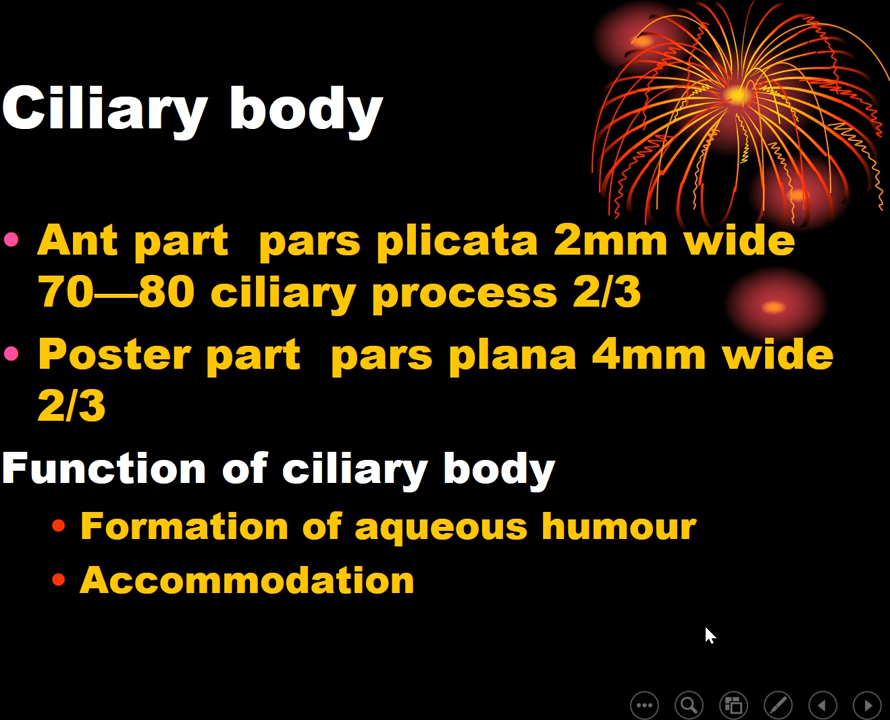 Ciliary body
• Ant part  pars plicata 2mm wide
70—80 ciliary process 2/3
• Poster part  pars plana 4mm wide
2/3
Function of ciliary body
• Formation of aqueous humour
• Accommodation